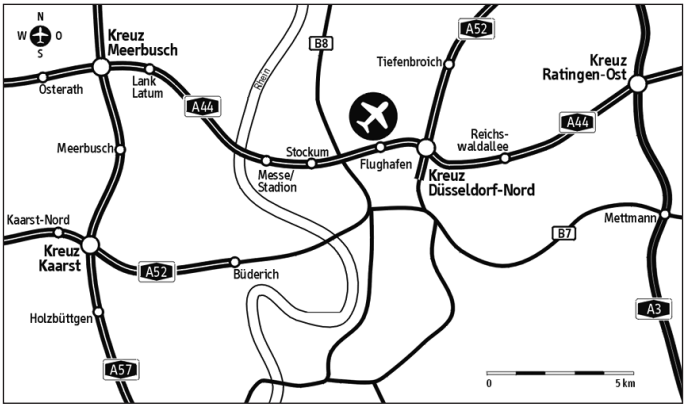 N
W
O
S
Kreuz
Meerbusch
A52
B8
Tiefenbroich
Kreuz
Ratingen-Ost
Osterath
Lank
Latum
Rhein
A44
A44
Reichs-
waldallee
Meerbusch
Stockum
Flughafen
Messe/
Stadion
Kreuz
Düsseldorf-Nord
Kaarst-Nord
Mettmann
B7
Kreuz
Kaarst
A52
Büderich
Holzbüttgen
A3
A57
0
5 km